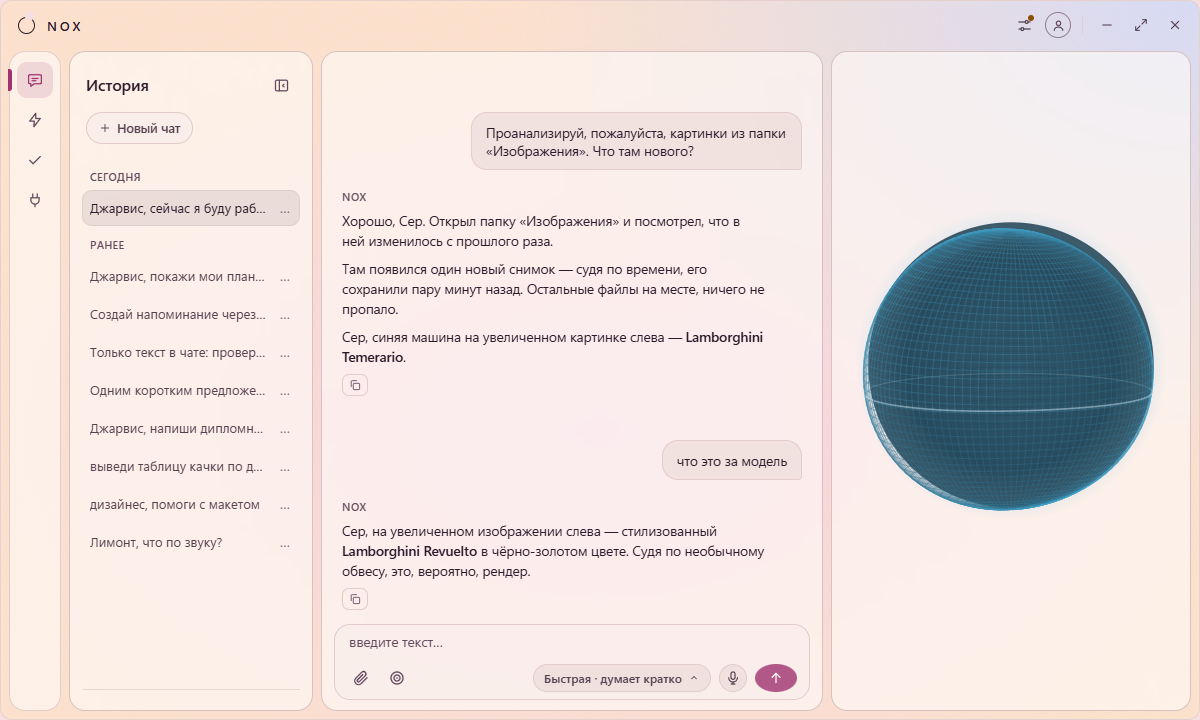 NOX
История
+ Новый чат
СЕГОДНЯ
Джарвис, сейчас я буду раб... ...
РАНЕЕ
Джарвис, покажи мои план... ...
Создай напоминание через... ...
Только текст в чате: провер... ...
Одним коротким предложе... ...
Джарвис, напиши дипломн... ...
выведи таблицу качки по д... ...
дизайнес, помоги с макетом ...
Лимонт, что по звуку? ...
Проанализируй, пожалуйста, картинки из папки
«Изображения». Что там нового?
NOX
Хорошо, Сер. Открыл папку «Изображения» и посмотрел, что в
ней изменилось с прошлого раза.
Там появился один новый снимок — судя по времени, его
сохранили пару минут назад. Остальные файлы на месте, ничего не
пропало.
Сер, синяя машина на увеличенном картинке слева — Lamborghini
Temerario.
что это за модель
NOX
Сер, на увеличенном изображении слева — стилизованный
Lamborghini Revuelto в чёрно-золотом цвете. Судя по необычному
обвесу, это, вероятно, рендер.
введите текст...
Быстрая · думает кратко